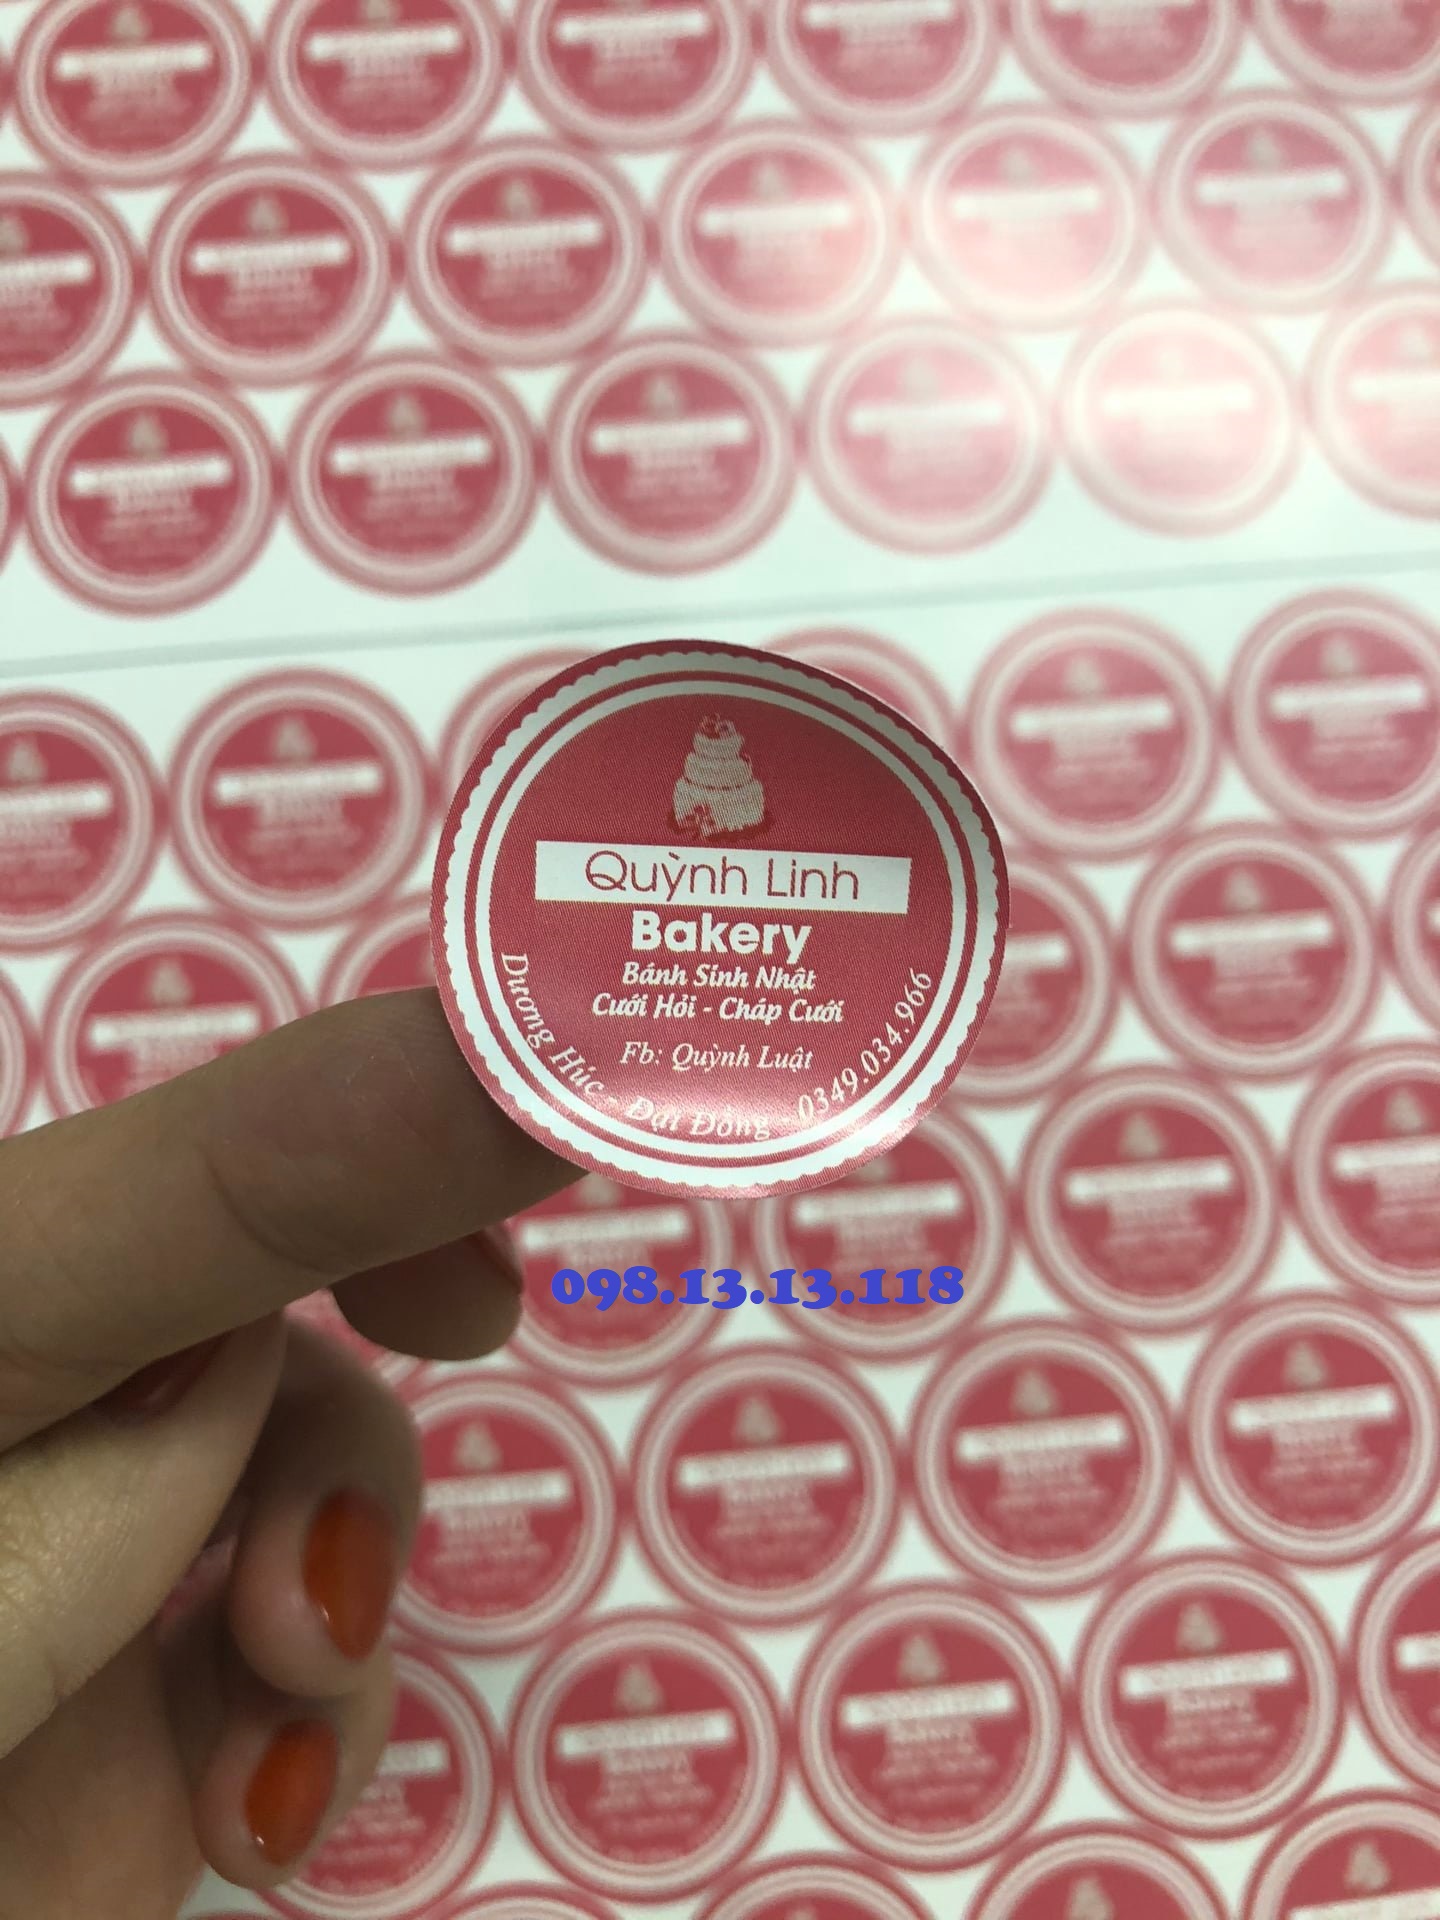 Quỳnh Linh
Bakery
Bánh Sinh Nhật
Cưới Hỏi - Cháp Cưới
Fb: Quỳnh Luật
Dương Húc - Đại Đồng 0349.034.966
098.13.13.118